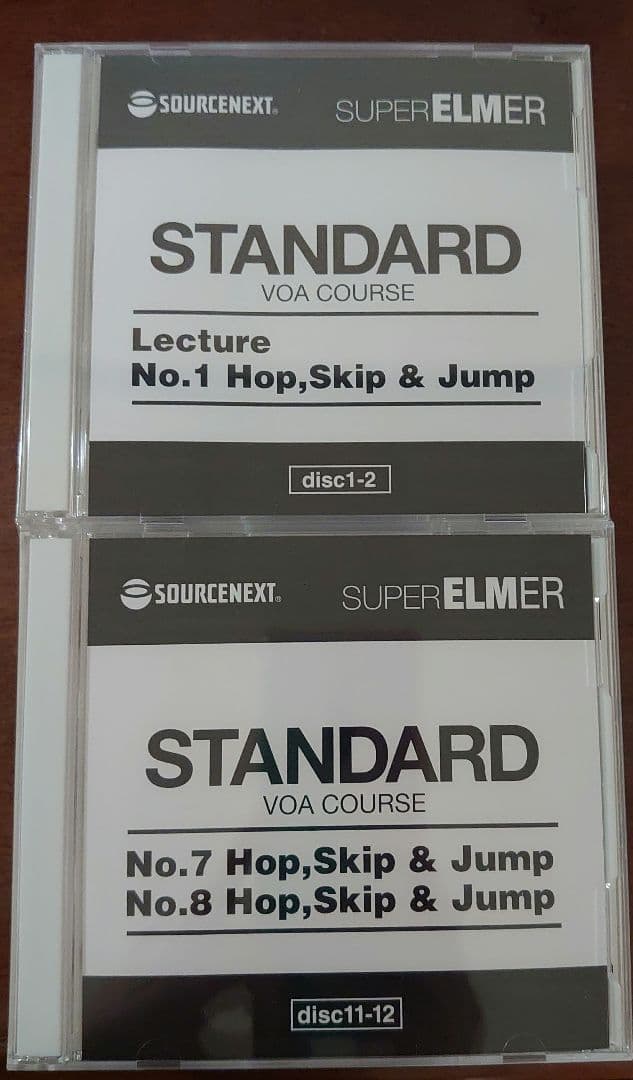 SOURCENEXT® SUPERELMER
STANDARD
VOA COURSE
Lecture
No.1 Hop,Skip & Jump
disc1-2
SOURCENEXT® SUPERELMER
STANDARD
VOA COURSE
No.7 Hop,Skip & Jump
No.8 Hop,Skip & Jump
disc11-12